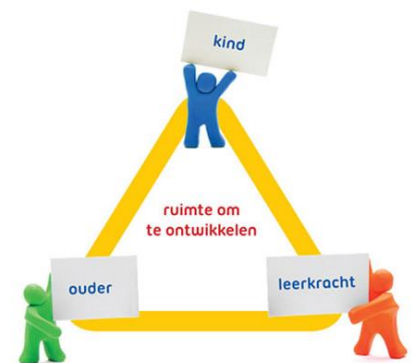 kind
ruimte om
te ontwikkelen
ouder
leerkracht